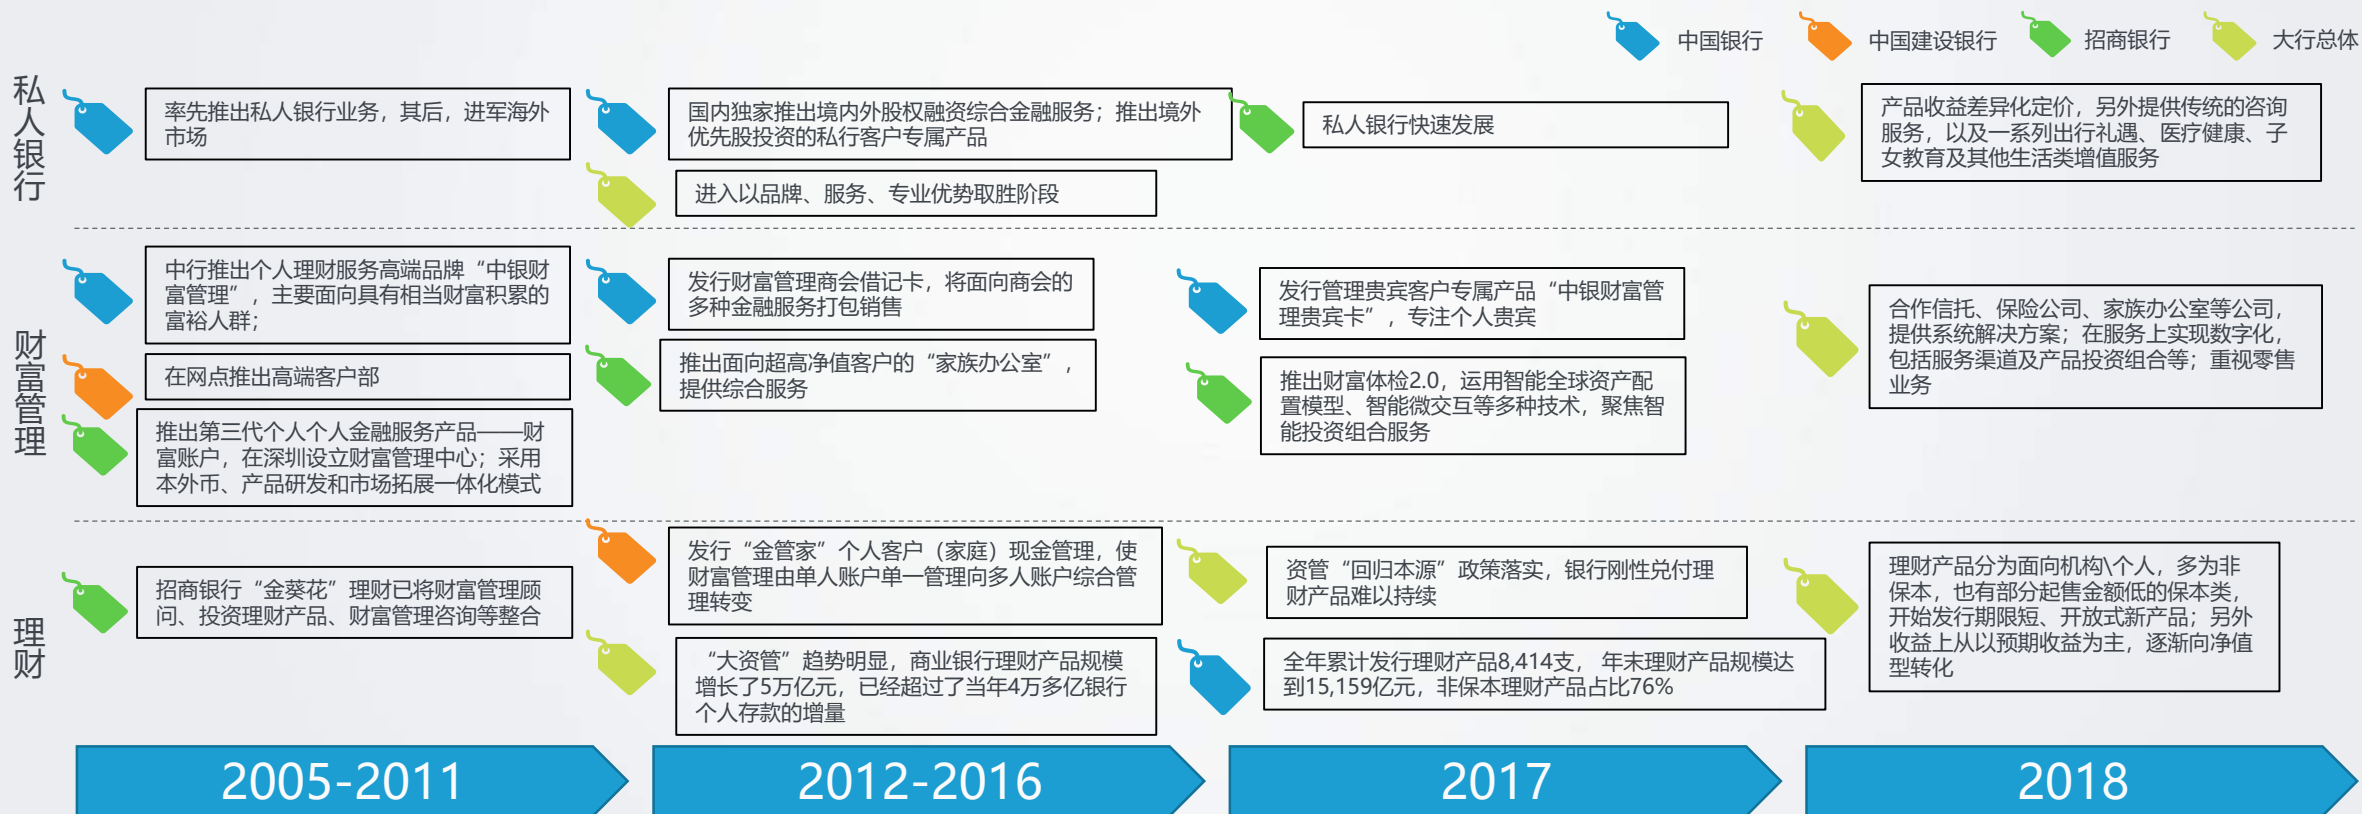 中国银行
中国建设银行
招商银行
大行总体
私人银行
率先推出私人银行业务，其后，进军海外
市场
国内独家推出境内外股权融资综合金融服务；推出境外
优先股投资的私行客户专属产品
进入以品牌、服务、专业优势取胜阶段
私人银行快速发展
产品收益差异化定价，另外提供传统的咨询
服务，以及一系列出行礼遇、医疗健康、子
女教育及其他生活类增值服务
财富管理
中行推出个人理财服务高端品牌“中银财
富管理”，主要面向具有相当财富积累的
富裕人群；
在网点推出高端客户部
推出第三代个人个人金融服务产品——财
富账户，在深圳设立财富管理中心；采用
本外币、产品研发和市场拓展一体化模式
发行财富管理商会借记卡，将面向商会的
多种金融服务打包销售
推出面向超高净值客户的“家族办公室”，
提供综合服务
发行管理贵宾客户专属产品“中银财富管
理贵宾卡”，专注个人贵宾
推出财富体检2.0，运用智能全球资产配
置模型、智能微交互等多种技术，聚焦智
能投资组合服务
合作信托、保险公司、家族办公室等公司，
提供系统解决方案；在服务上实现数字化，
包括服务渠道及产品投资组合等；重视零售
业务
理财
招商银行“金葵花”理财已将财富管理顾
问、投资理财产品、财富管理咨询等整合
发行“金管家”个人客户（家庭）现金管理，使
财富管理由单人账户单一管理向多人账户综合管
理转变
“大资管”趋势明显，商业银行理财产品规模
增长了5万亿元，已经超过了当年4万多亿银行
个人存款的增量
资管“回归本源”政策落实，银行刚性兑付理
财产品难以持续
全年累计发行理财产品8,414支， 年末理财产品规模达
到15,159亿元，非保本理财产品占比76%
理财产品分为面向机构\个人，多为非
保本，也有部分起售金额低的保本类，
开始发行期限短、开放式新产品；另外
收益上从以预期收益为主，逐渐向净值
型转化
2005-2011
2012-2016
2017
2018